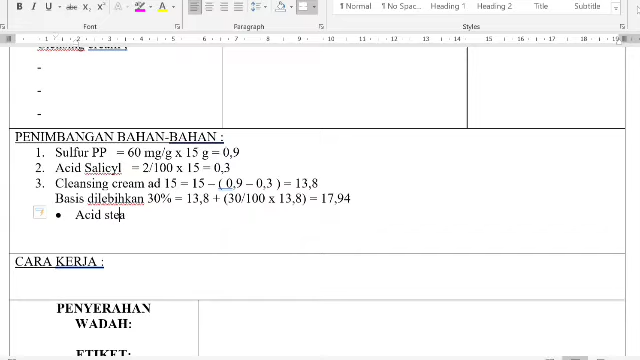 Font
Paragraph
Styles
¶ Normal ¶ No Spac... Heading 1 Heading 2 Title Subtitle
-
-
-
PENIMBANGAN BAHAN-BAHAN :
1. Sulfur PP = 60 mg/g x 15 g = 0,9
2. Acid Salicyl = 2/100 x 15 = 0,3
3. Cleansing cream ad 15 = 15 – ( 0,9 – 0,3 ) = 13,8
Basis dilebihkan 30% = 13,8 + (30/100 x 13,8) = 17,94
• Acid stea
CARA KERJA :
PENYERAHAN
WADAH:
ETIKET: